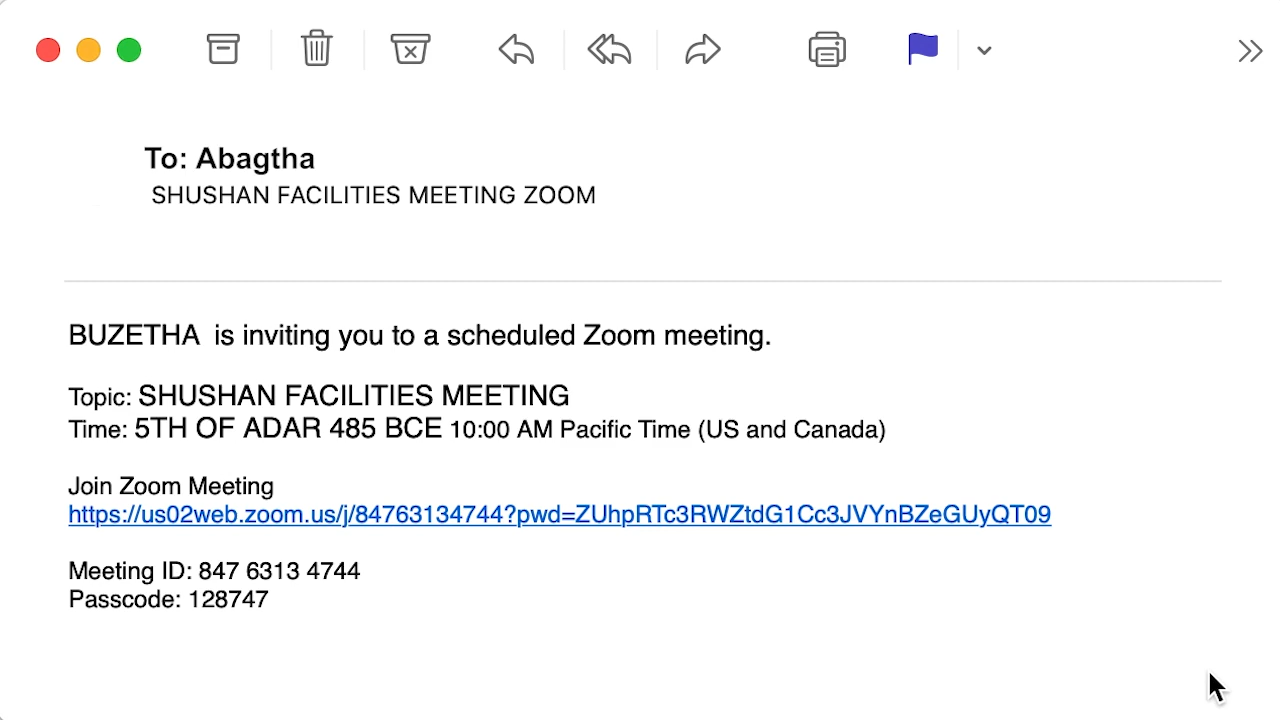 To: Abagtha
SHUSHAN FACILITIES MEETING ZOOM
BUZETHA is inviting you to a scheduled Zoom meeting.
Topic: SHUSHAN FACILITIES MEETING
Time: 5TH OF ADAR 485 BCE 10:00 AM Pacific Time (US and Canada)
Join Zoom Meeting
https://us02web.zoom.us/j/84763134744?pwd=ZUhpRTc3RWZtdG1Cc3JVYnBZeGUyQT09
Meeting ID: 847 6313 4744
Passcode: 128747